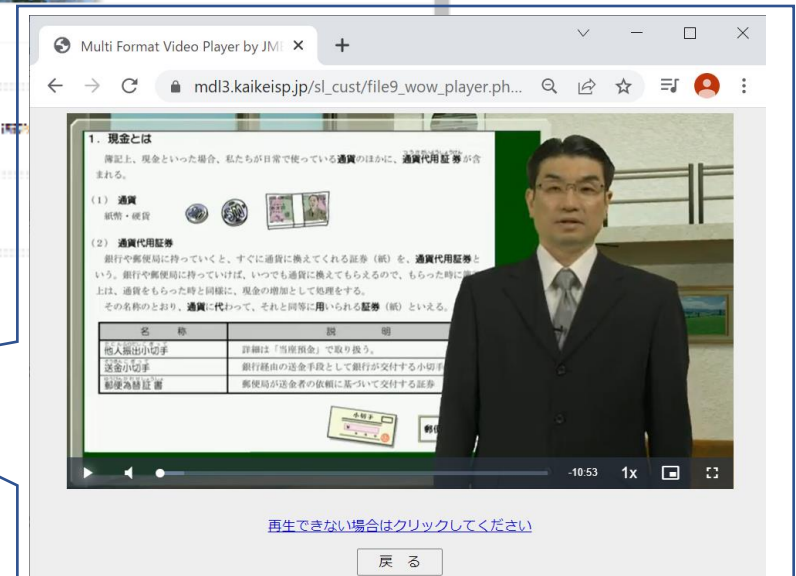 Multi Format Video Player by JM
mdl3.kaikeisp.jp/sl_cust/file9_wow_player.ph...
1. 現金とは
簿記上、現金といった場合、私たちが日常で使っている通貨のほかに、通貨代用証券が含
まれる。
(1) 通貨
紙幣・硬貨
(2) 通貨代用証券
銀行や郵便局に持っていくと、すぐに通貨に換えてくれる証券（紙）を、通貨代用証券と
いう。銀行や郵便局に持っていけば、いつでも通貨に換えてもらえるので、もらった時に
上は、通貨をもらった時と同様に、現金の増加として処理をする。
その名称のとおり、通貨に代わって、それと同等に用いられる証券（紙）といえる。
名 称 説 明
他人振出小切手 詳細は「当座預金」で取り扱う。
送金小切手 銀行経由の送金手段として銀行が交付する小切手
郵便為替証書 郵便局が送金者の依頼に基づいて交付する証券
小切手
-10:53 1x
再生できない場合はクリックしてください
戻 る